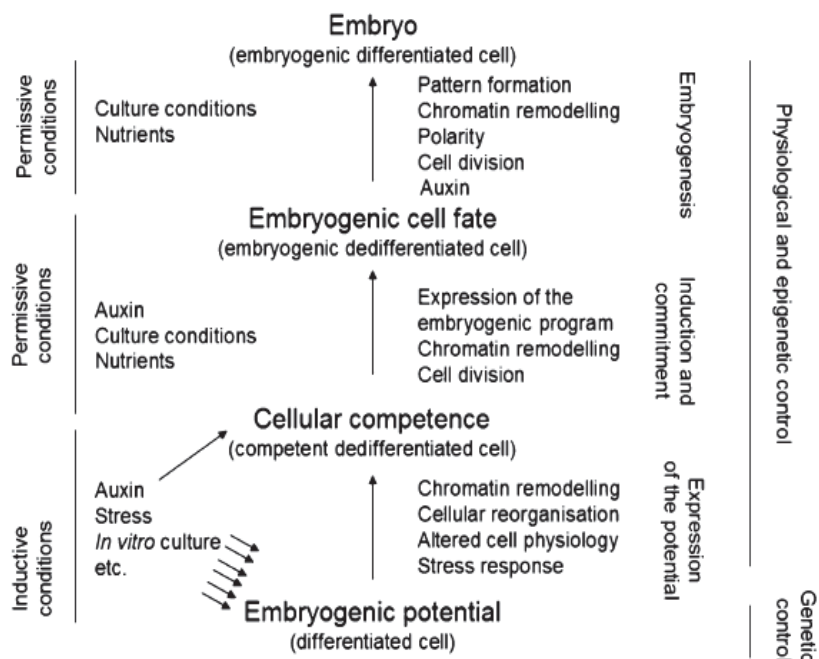 Embryo
(embryogenic differentiated cell)
Permissive
conditions
Culture conditions
Nutrients
Pattern formation
Chromatin remodelling
Polarity
Cell division
Auxin
Embryogenesis
Physiological and epigenetic control
Embryogenic cell fate
(embryogenic dedifferentiated cell)
Permissive
conditions
Auxin
Culture conditions
Nutrients
Expression of the
embryogenic program
Chromatin remodelling
Cell division
Induction and
commitment
Cellular competence
(competent dedifferentiated cell)
Inductive
conditions
Auxin
Stress
In vitro culture
etc.
Chromatin remodelling
Cellular reorganisation
Altered cell physiology
Stress response
Expression
of the potential
Embryogenic potential
(differentiated cell)
Genetic
control